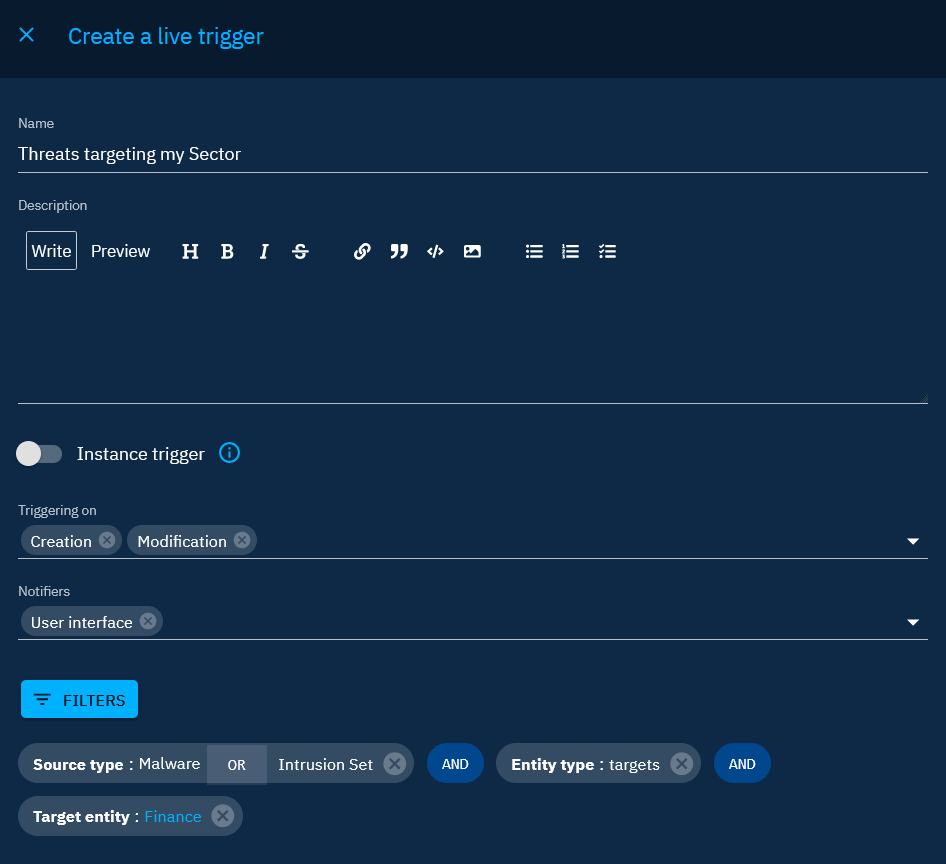 Create a live trigger
Name
Threats targeting my Sector
Description
Write Preview H B I S
Instance trigger
Triggering on
Creation Modification
Notifiers
User interface
FILTERS
Source type : Malware OR Intrusion Set AND Entity type : targets AND
Target entity : Finance